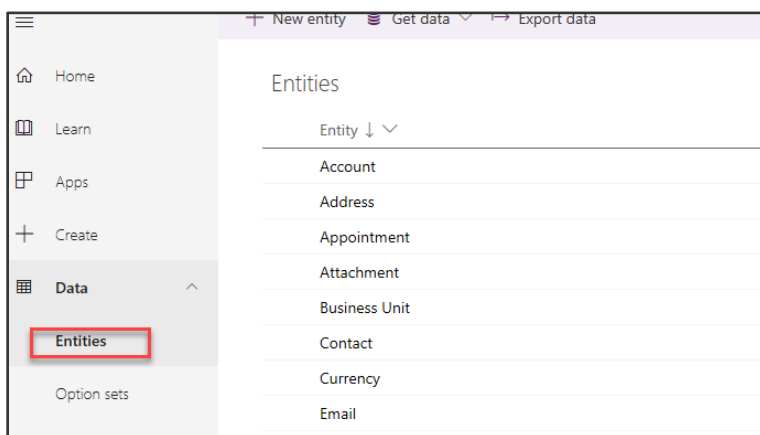 New entity Get data Export data
Home
Learn
Apps
Create
Data
Entities
Option sets
Entities
Entity
Account
Address
Appointment
Attachment
Business Unit
Contact
Currency
Email